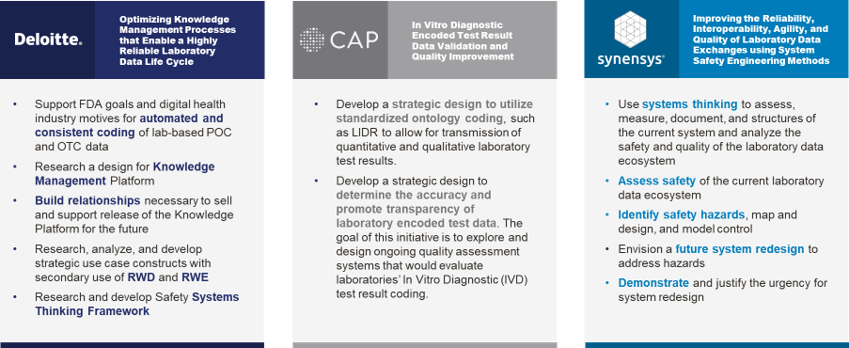 Deloitte.
Optimizing Knowledge
Management Processes
that Enable a Highly
Reliable Laboratory
Data Life Cycle
• Support FDA goals and digital health
industry motives for automated and
consistent coding of lab-based POC
and OTC data
• Research a design for Knowledge
Management Platform
• Build relationships necessary to sell
and support release of the Knowledge
Platform for the future
• Research, analyze, and develop
strategic use case constructs with
secondary use of RWD and RWE
• Research and develop Safety Systems
Thinking Framework
CAP
In Vitro Diagnostic
Encoded Test Result
Data Validation and
Quality Improvement
• Develop a strategic design to utilize
standardized ontology coding, such
as LIDR to allow for transmission of
quantitative and qualitative laboratory
test results.
• Develop a strategic design to
determine the accuracy and
promote transparency of
laboratory encoded test data. The
goal of this initiative is to explore and
design ongoing quality assessment
systems that would evaluate
laboratories' In Vitro Diagnostic (IVD)
test result coding.
synensys®
Improving the Reliability,
Interoperability, Agility, and
Quality of Laboratory Data
Exchanges using System
Safety Engineering Methods
• Use systems thinking to assess,
measure, document, and structures of
the current system and analyze the
safety and quality of the laboratory data
ecosystem
• Assess safety of the current laboratory
data ecosystem
• Identify safety hazards, map and
design, and model control
• Envision a future system redesign to
address hazards
• Demonstrate and justify the urgency for
system redesign